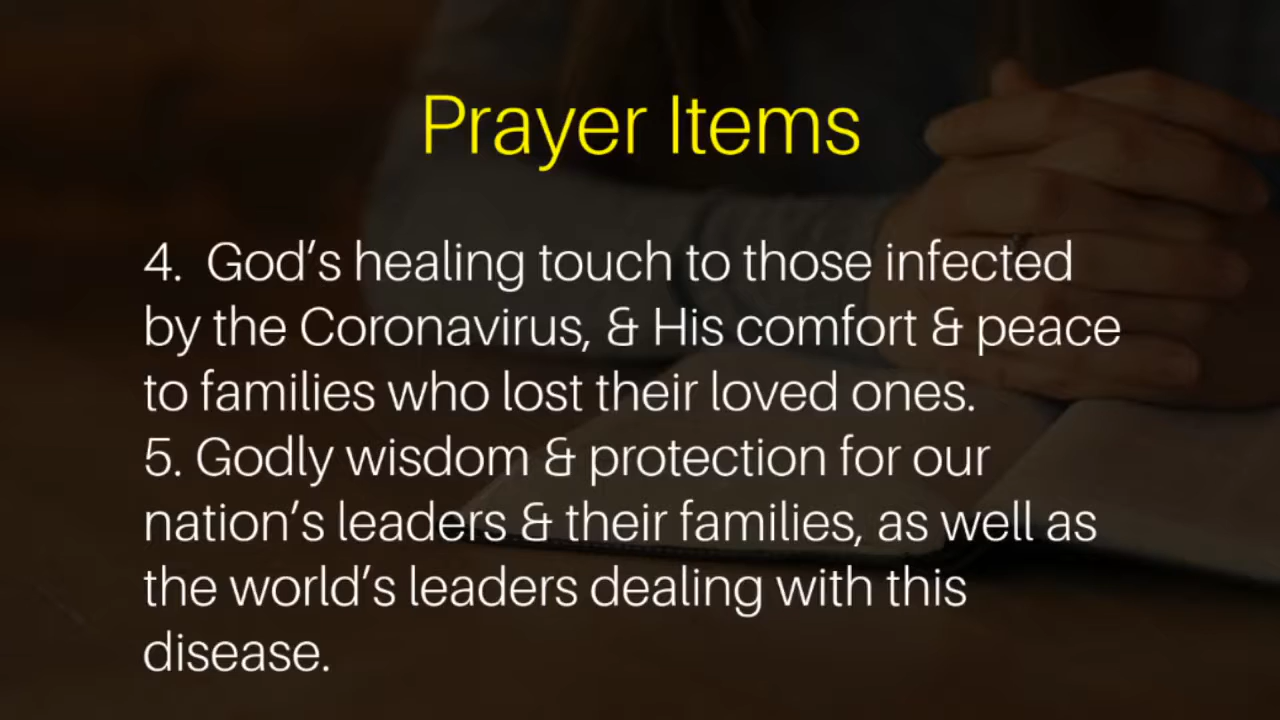 Prayer Items
4. God’s healing touch to those infected
by the Coronavirus, & His comfort & peace
to families who lost their loved ones.
5. Godly wisdom & protection for our
nation’s leaders & their families, as well as
the world’s leaders dealing with this
disease.